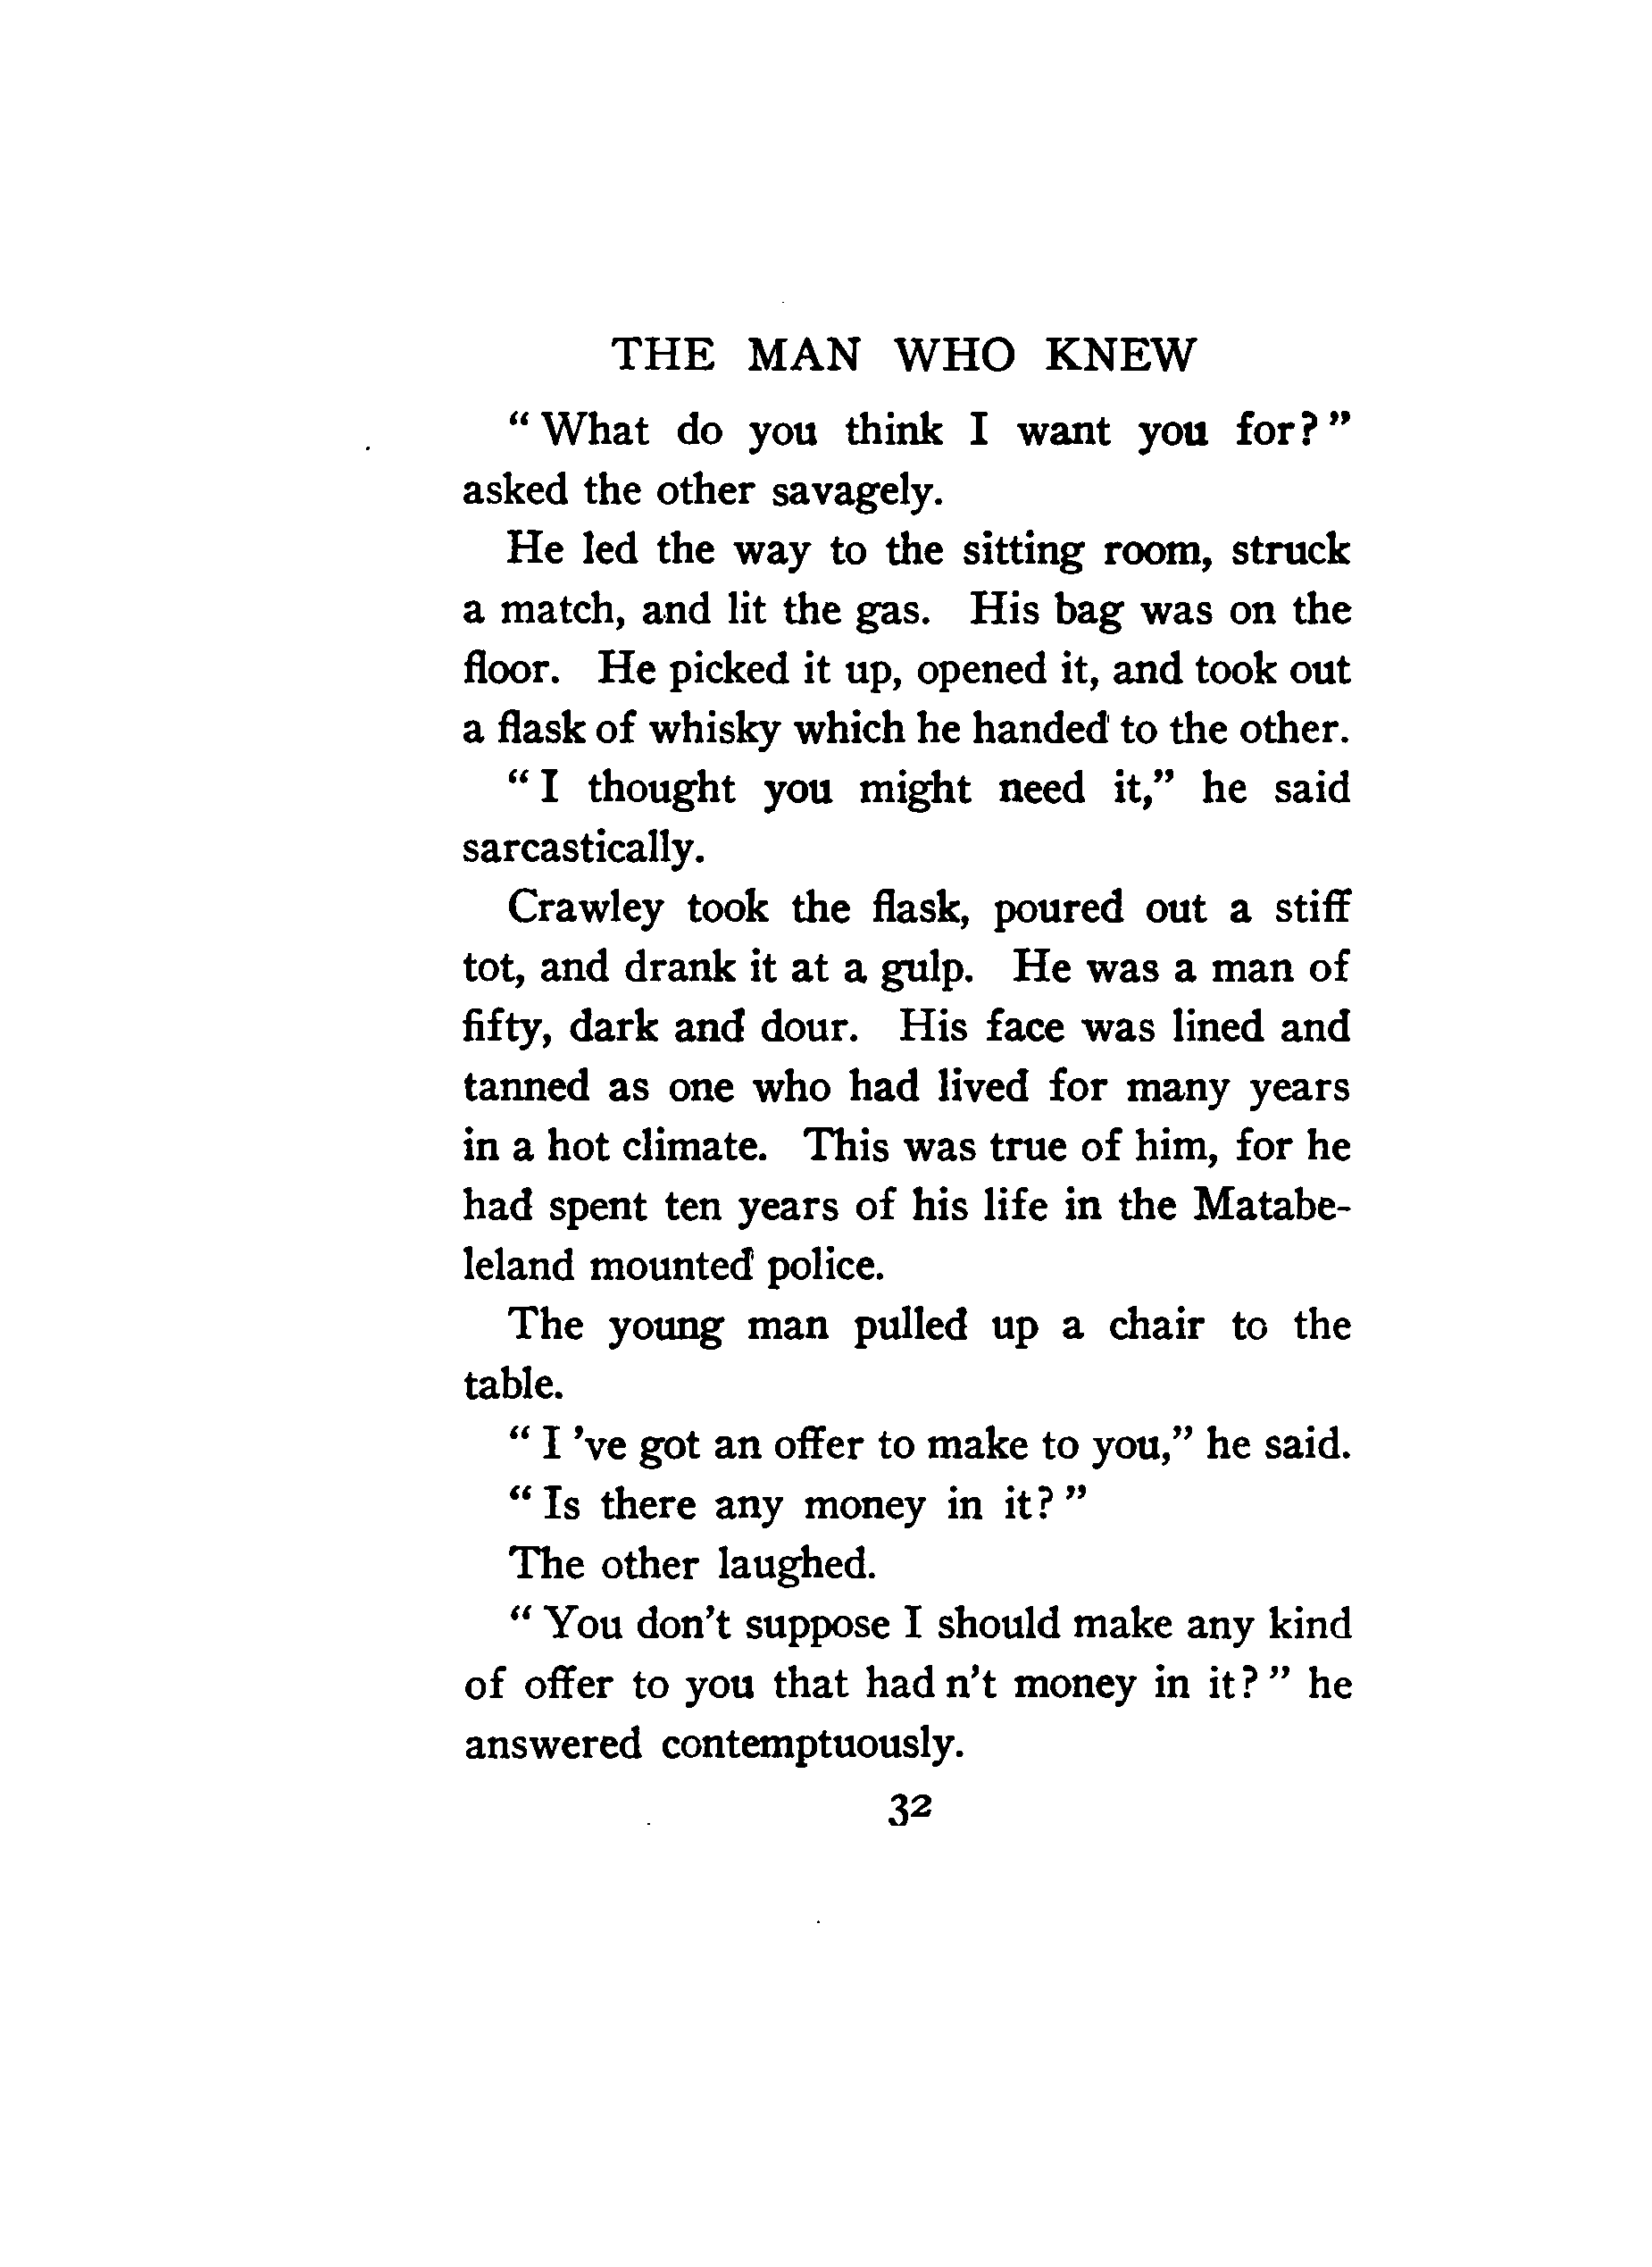 THE MAN WHO KNEW
“ What do you think I want you for? ”
asked the other savagely.
He led the way to the sitting room, struck
a match, and lit the gas. His bag was on the
floor. He picked it up, opened it, and took out
a flask of whisky which he handed to the other.
“ I thought you might need it,” he said
sarcastically.
Crawley took the flask, poured out a stiff
tot, and drank it at a gulp. He was a man of
fifty, dark and dour. His face was lined and
tanned as one who had lived for many years
in a hot climate. This was true of him, for he
had spent ten years of his life in the Matabe-
leland mounted police.
The young man pulled up a chair to the
table.
“ I ’ve got an offer to make to you,” he said.
“ Is there any money in it? ”
The other laughed.
“ You don’t suppose I should make any kind
of offer to you that had n’t money in it? ” he
answered contemptuously.
32